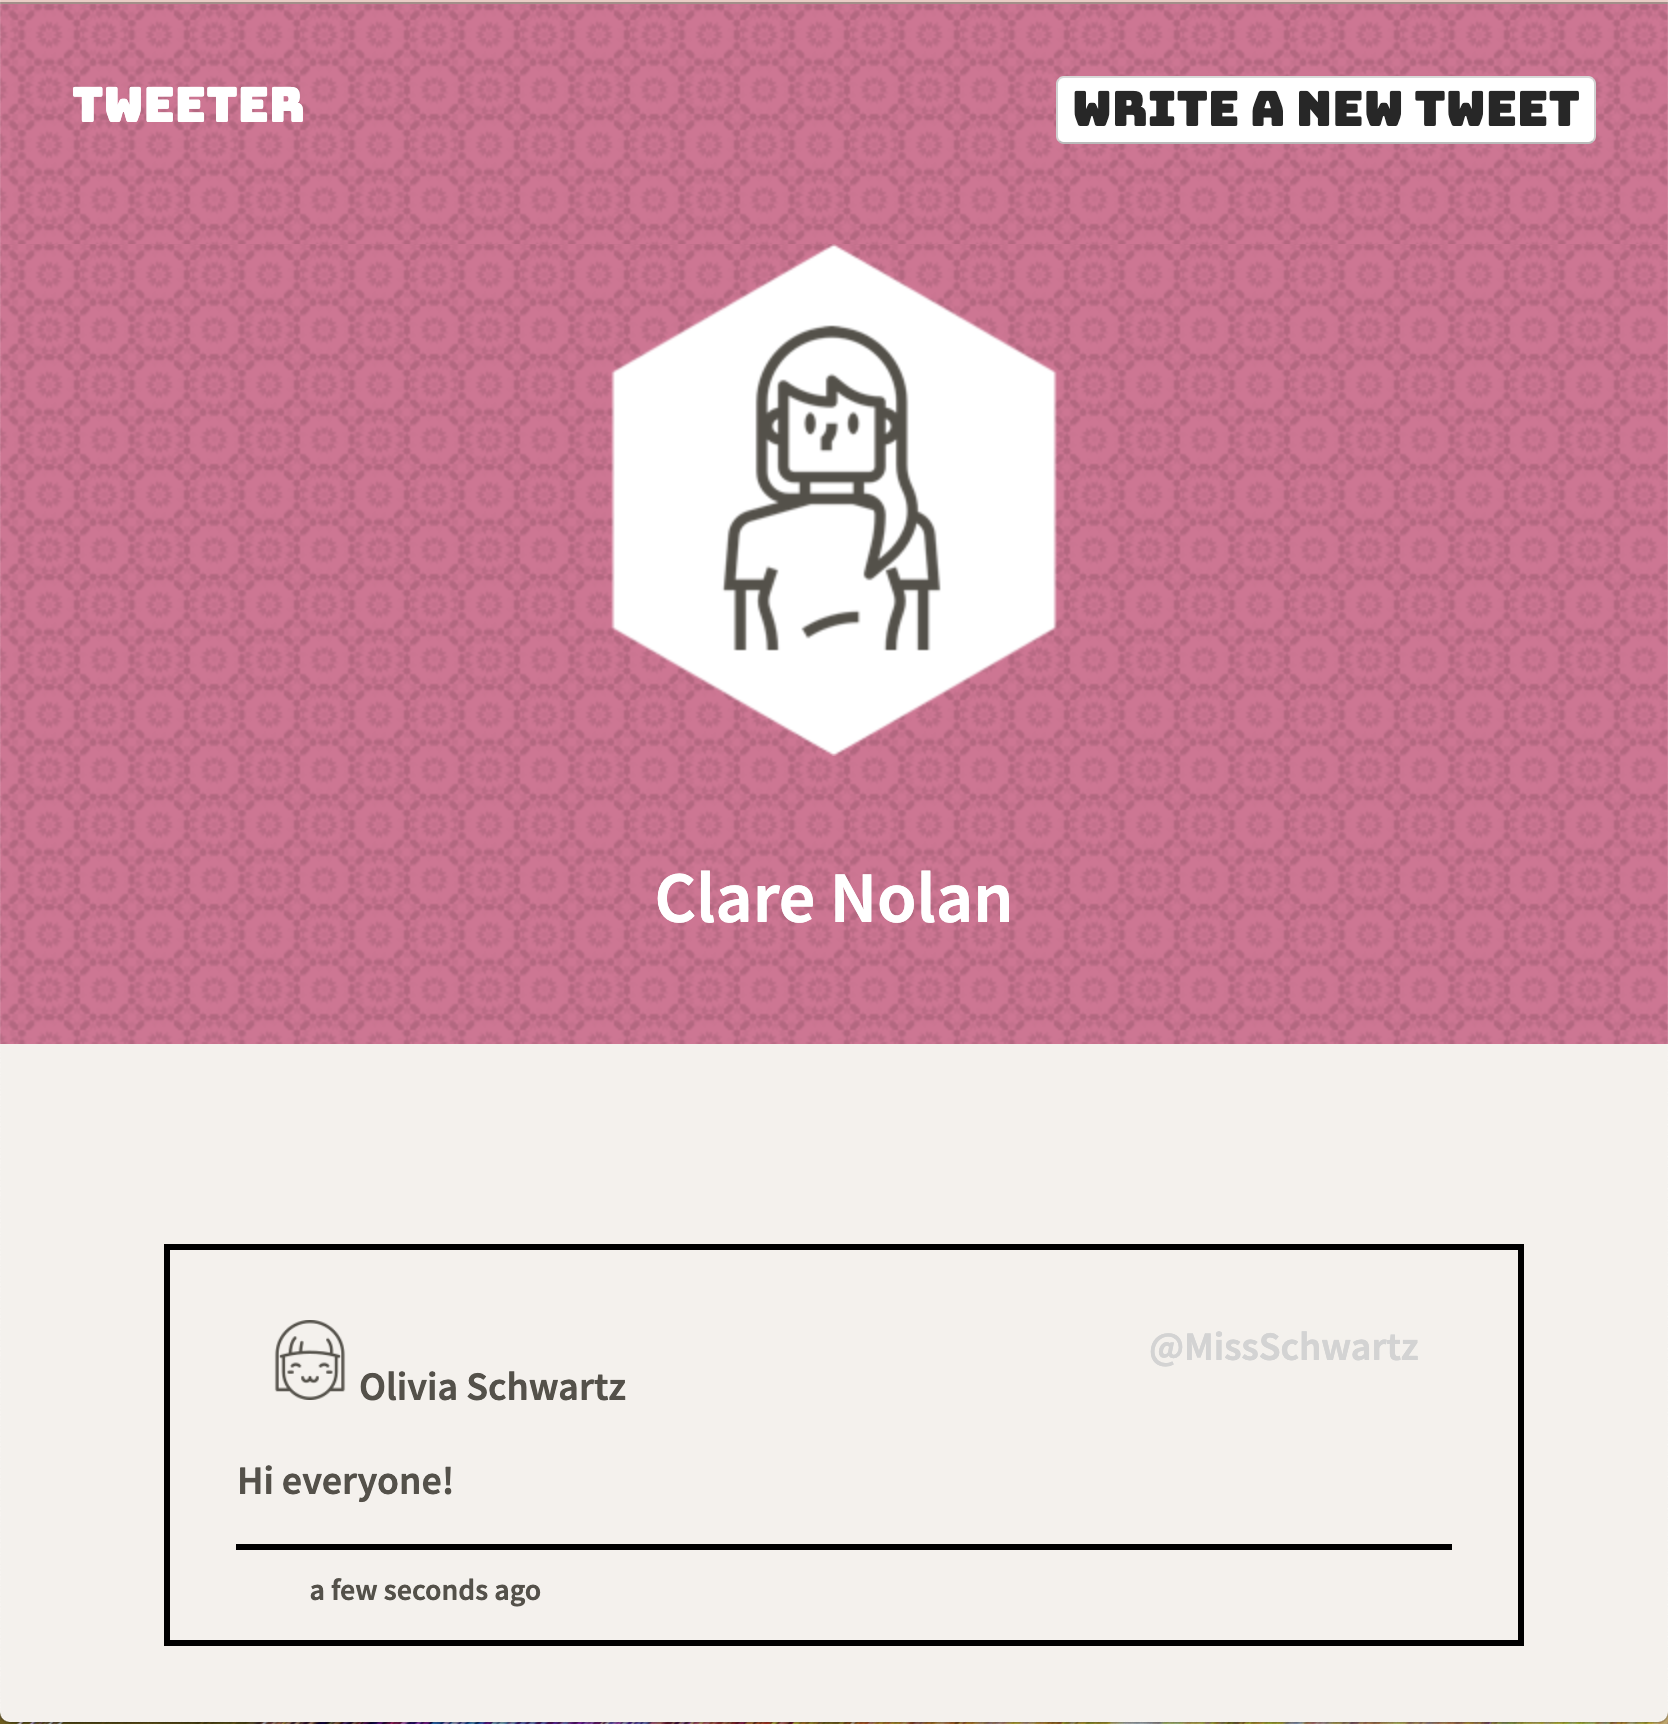 TWEETER
WRITE A NEW TWEET
Clare Nolan
@MissSchwartz
Olivia Schwartz
Hi everyone!
a few seconds ago